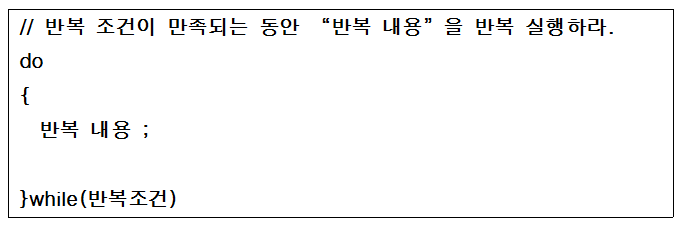 // 반복 조건이 만족되는 동안 “반복 내용” 을 반복 실행하라.
do
{
반복 내용 ;
}while(반복조건)